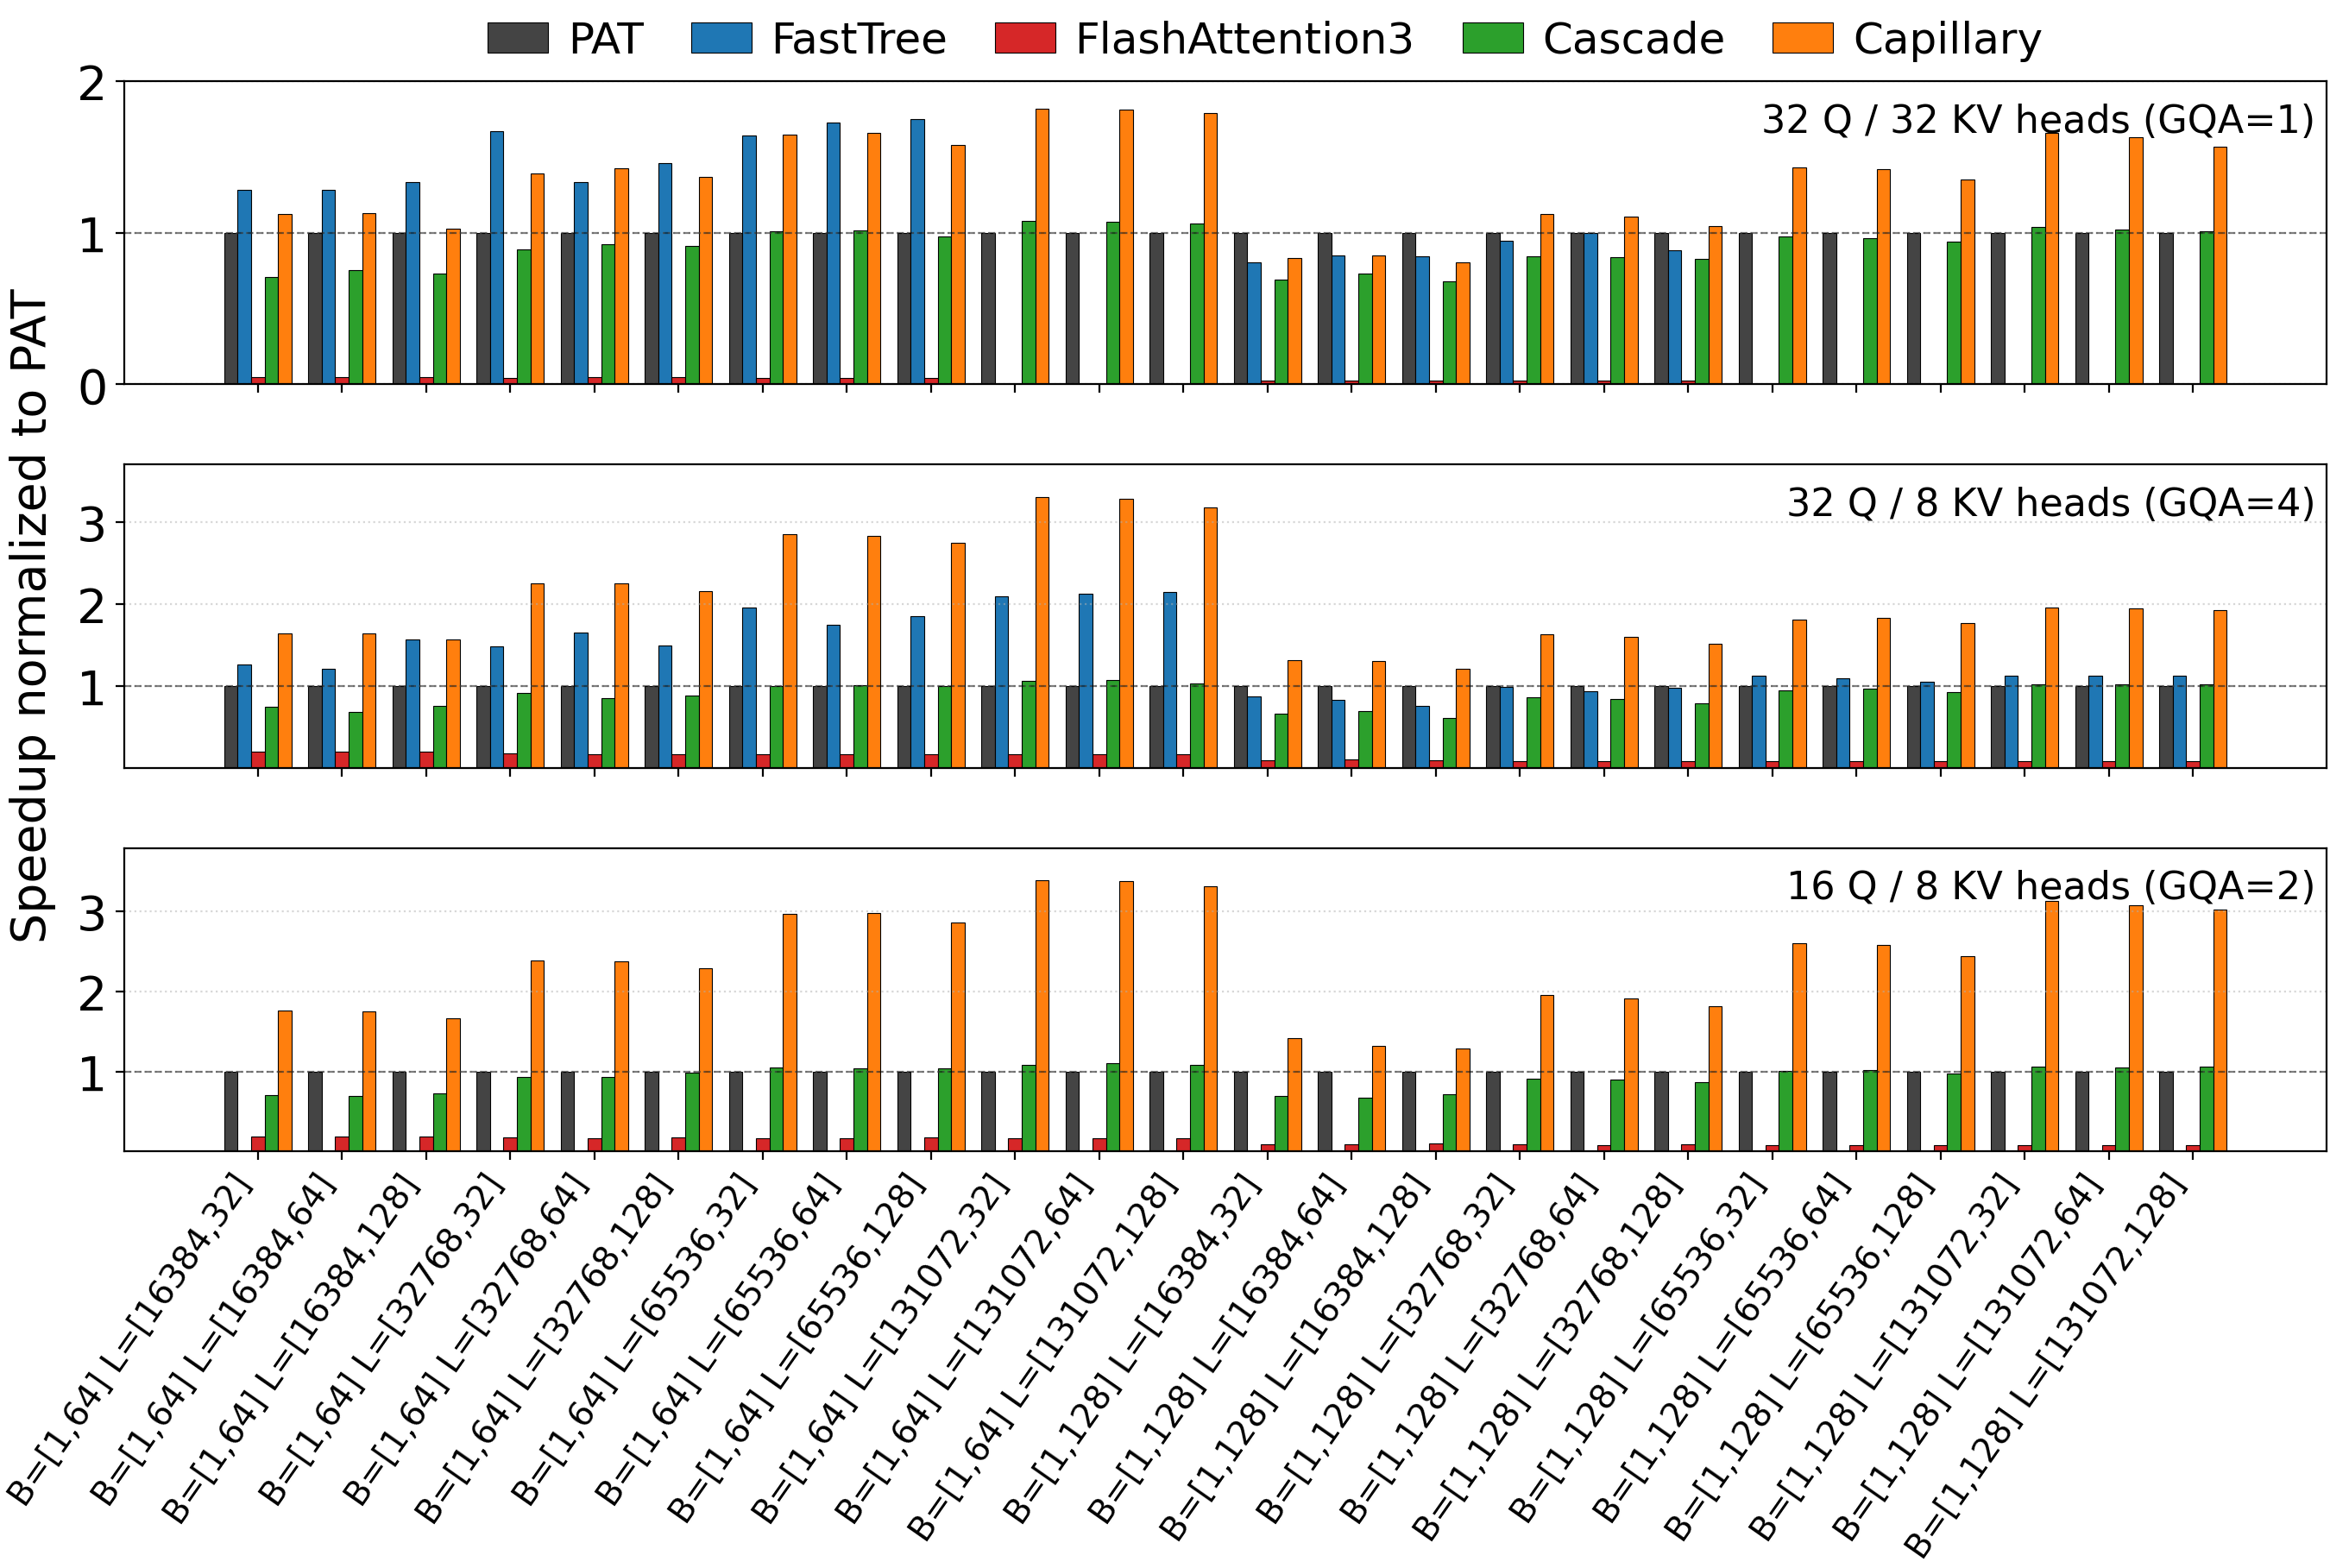 PAT FastTree FlashAttention3 Cascade Capillary
Speedup normalized to PAT
2
1
0
32 Q / 32 KV heads (GQA=1)
3
2
1
32 Q / 8 KV heads (GQA=4)
3
2
1
16 Q / 8 KV heads (GQA=2)
B=[1,64] L=[16384,32]
B=[1,64] L=[16384,64]
B=[1,64] L=[16384,128]
B=[1,64] L=[32768,32]
B=[1,64] L=[32768,64]
B=[1,64] L=[32768,128]
B=[1,64] L=[65536,32]
B=[1,64] L=[65536,64]
B=[1,64] L=[65536,128]
B=[1,64] L=[131072,32]
B=[1,64] L=[131072,64]
B=[1,64] L=[131072,128]
B=[1,128] L=[16384,32]
B=[1,128] L=[16384,64]
B=[1,128] L=[16384,128]
B=[1,128] L=[32768,32]
B=[1,128] L=[32768,64]
B=[1,128] L=[32768,128]
B=[1,128] L=[65536,32]
B=[1,128] L=[65536,64]
B=[1,128] L=[65536,128]
B=[1,128] L=[131072,32]
B=[1,128] L=[131072,64]
B=[1,128] L=[131072,128]